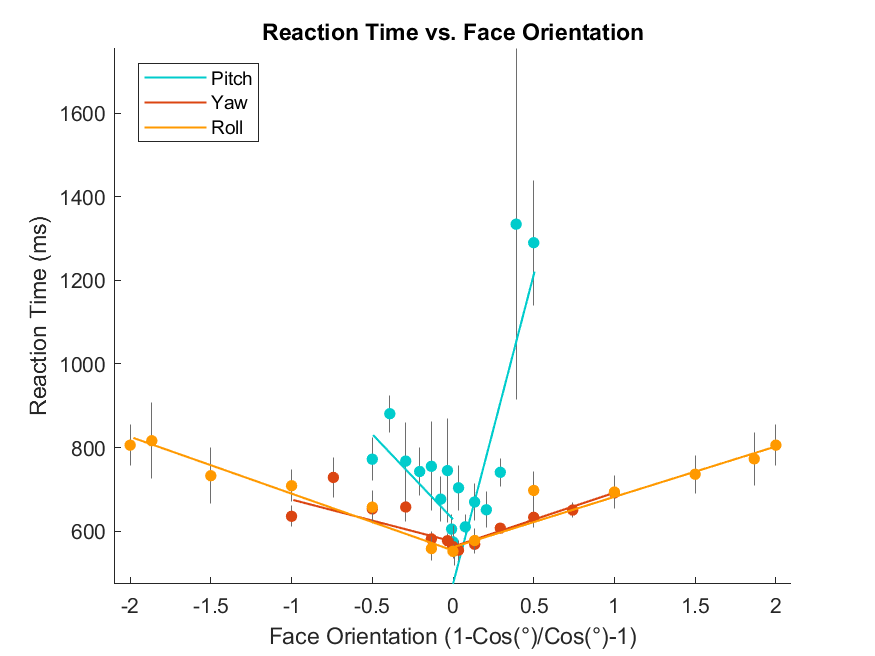 Reaction Time vs. Face Orientation
Pitch
Yaw
Roll
Reaction Time (ms)
1600
1400
1200
1000
800
600
-2 -1.5 -1 -0.5 0 0.5 1 1.5 2
Face Orientation (1-Cos(°)/Cos(°)-1)